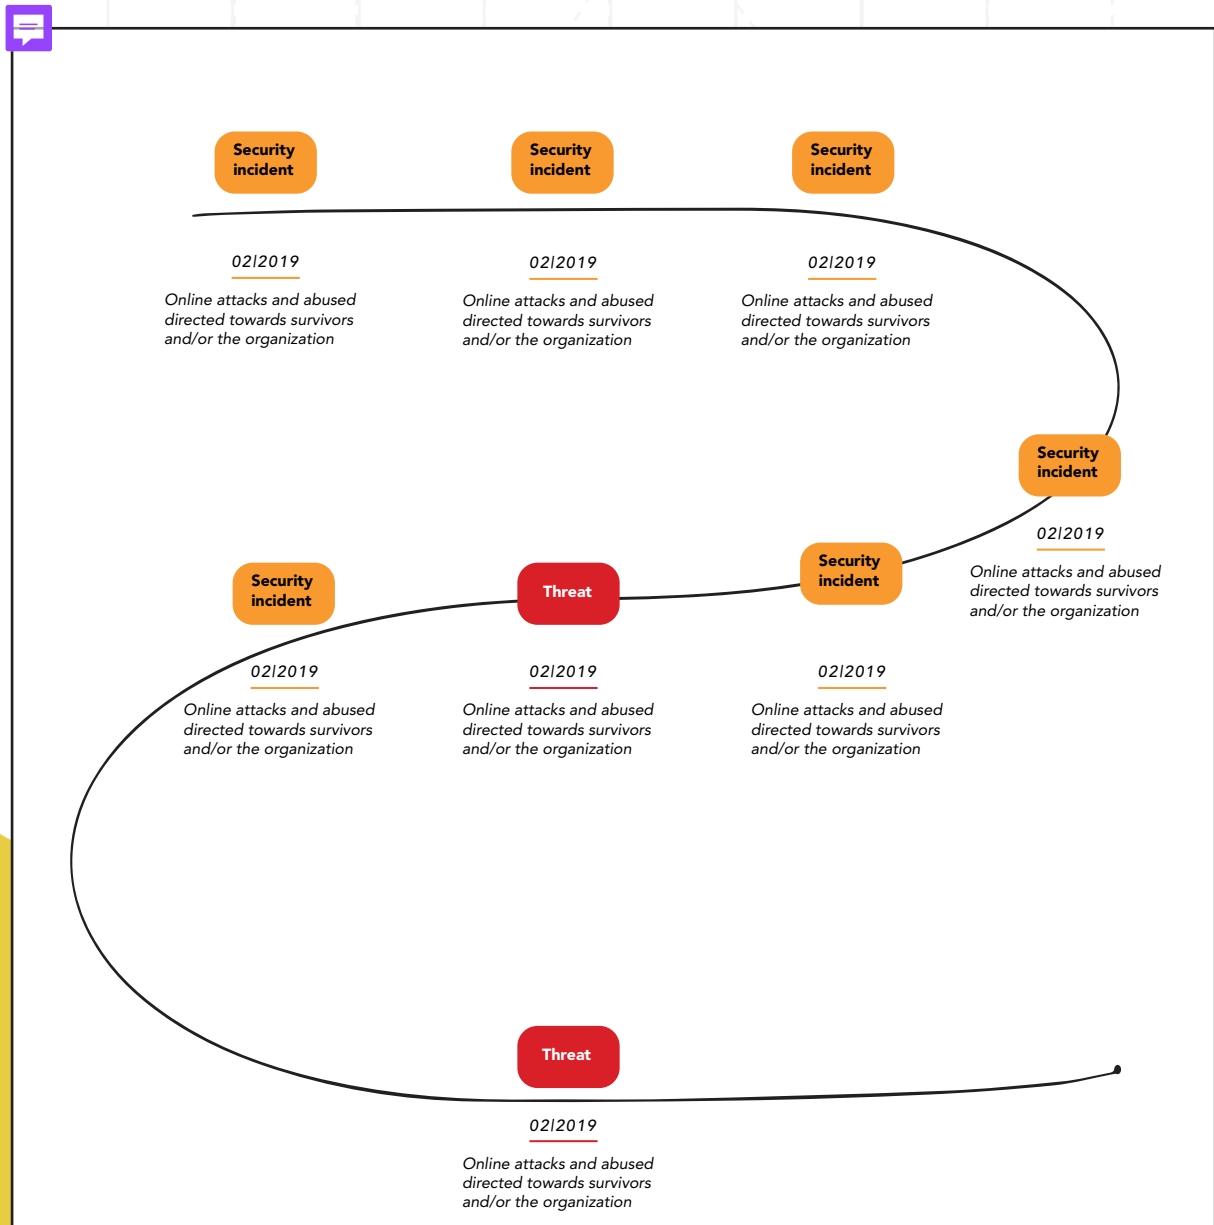 Security
incident
02|2019
Online attacks and abused
directed towards survivors
and/or the organization
Security
incident
02|2019
Online attacks and abused
directed towards survivors
and/or the organization
Security
incident
02|2019
Online attacks and abused
directed towards survivors
and/or the organization
Security
incident
02|2019
Online attacks and abused
directed towards survivors
and/or the organization
Security
incident
02|2019
Online attacks and abused
directed towards survivors
and/or the organization
Threat
02|2019
Online attacks and abused
directed towards survivors
and/or the organization
Security
incident
02|2019
Online attacks and abused
directed towards survivors
and/or the organization
Threat
02|2019
Online attacks and abused
directed towards survivors
and/or the organization